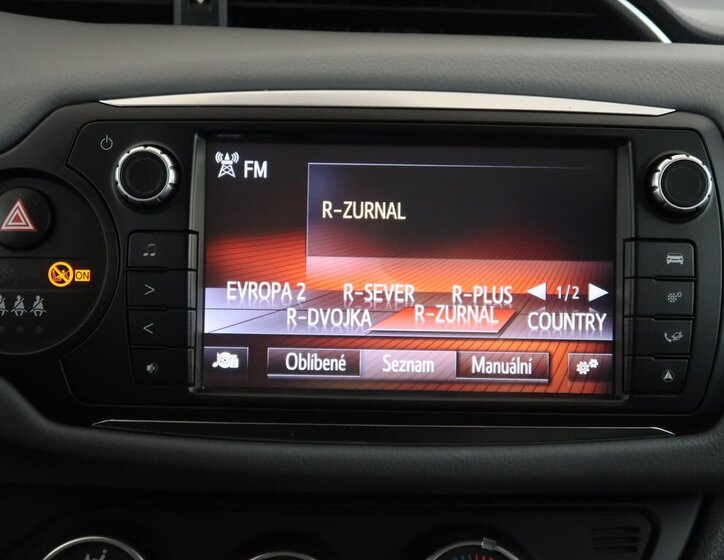 FM
R-ZURNAL
EVROPA 2 R-SEVER R-PLUS 1/2
R-DVOJKA R-ZURNAL COUNTRY
ON
Oblíbené Seznam Manuální